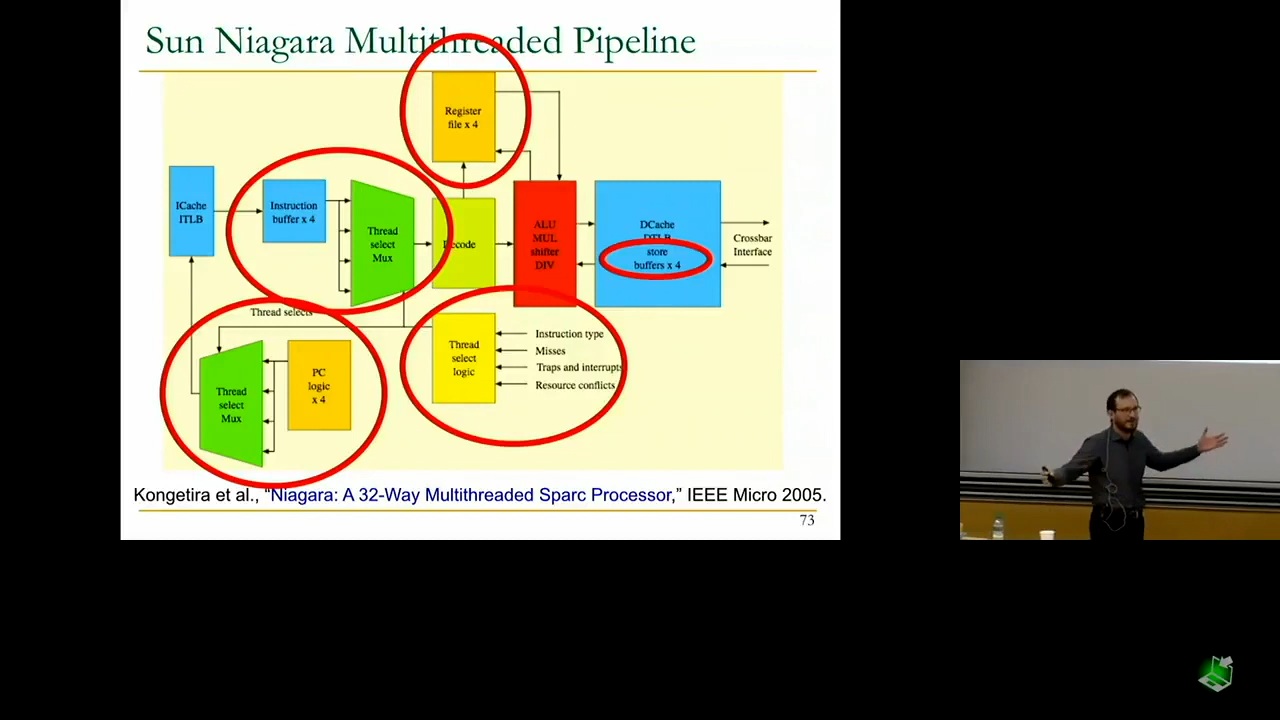 Sun Niagara Multithreaded Pipeline
Register
file x 4
ICache
ITLB
Instruction
buffer x 4
Thread
select
Mux
Decode
ALU
MUL
shifter
DIV
DCache
DTLB
store
buffers x 4
Crossbar
Interface
Thread selects
Thread
select
Mux
PC
logic
x 4
Thread
select
logic
Instruction type
Misses
Traps and interrupts
Resource conflicts
Kongetira et al., “Niagara: A 32-Way Multithreaded Sparc Processor,” IEEE Micro 2005.
73